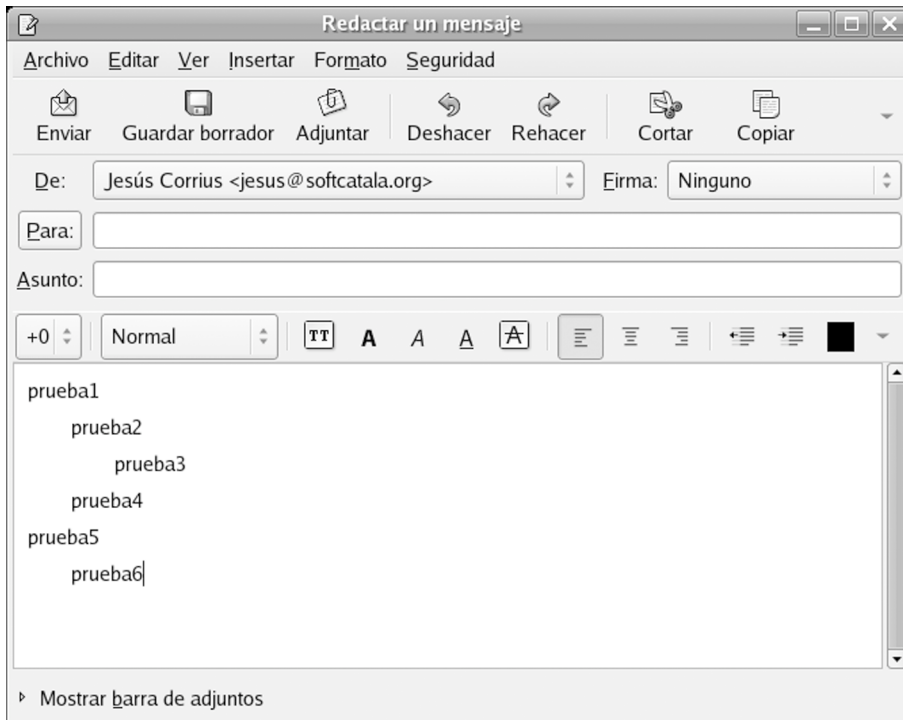 Redactar un mensaje
Archivo Editar Ver Insertar Formato Seguridad
Enviar Guardar borrador Adjuntar Deshacer Rehacer Cortar Copiar
De: Jesús Corrius <jesus@softcatala.org> Firma: Ninguno
Para:
Asunto:
+0 Normal TT A A A A
prueba1
prueba2
prueba3
prueba4
prueba5
prueba6
Mostrar barra de adjuntos